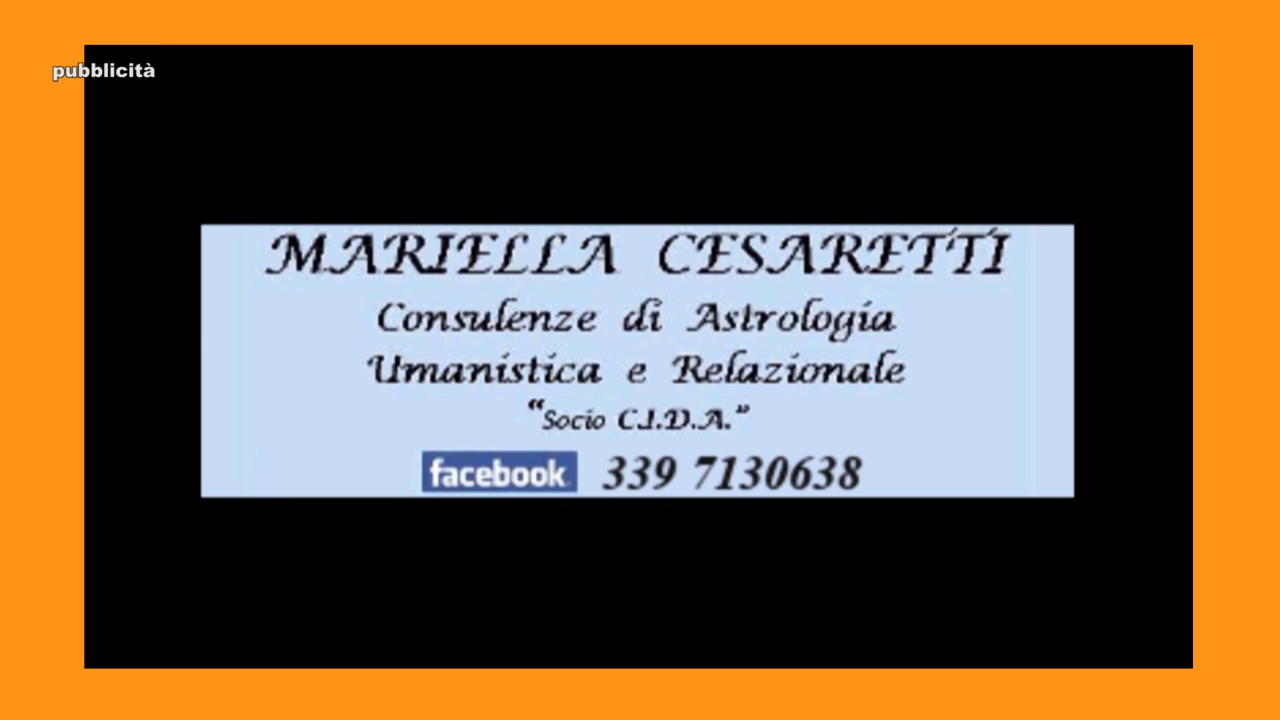 pubblicità
MARIELLA CESARETTI
Consulenze di Astrologia
Umanistica e Relazionale
“Socio C.I.D.A.”
facebook 339 7130638